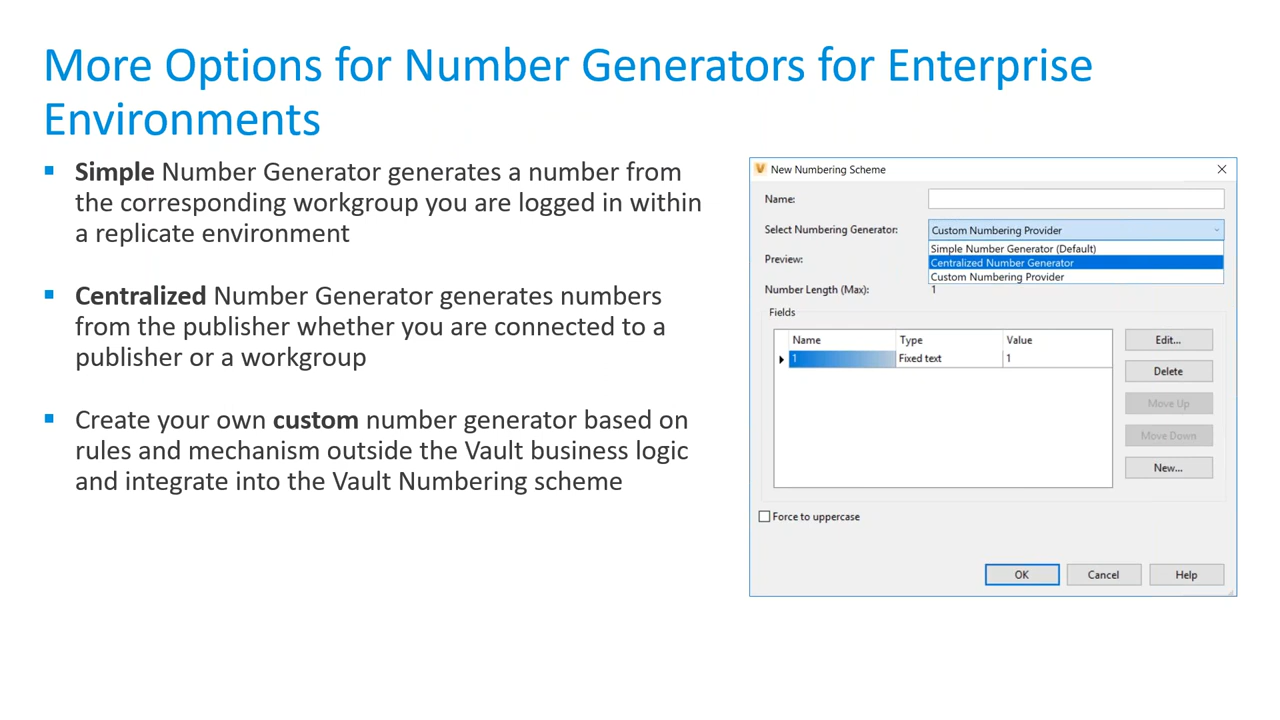 More Options for Number Generators for Enterprise
Environments
▪ Simple Number Generator generates a number from
the corresponding workgroup you are logged in within
a replicate environment
▪ Centralized Number Generator generates numbers
from the publisher whether you are connected to a
publisher or a workgroup
▪ Create your own custom number generator based on
rules and mechanism outside the Vault business logic
and integrate into the Vault Numbering scheme
New Numbering Scheme
Name:
Select Numbering Generator: Custom Numbering Provider
Simple Number Generator (Default)
Centralized Number Generator
Custom Numbering Provider
Preview:
Number Length (Max): 1
Fields
Name Type Value
1 Fixed text 1
Edit...
Delete
Move Up
Move Down
New...
Force to uppercase
OK Cancel Help